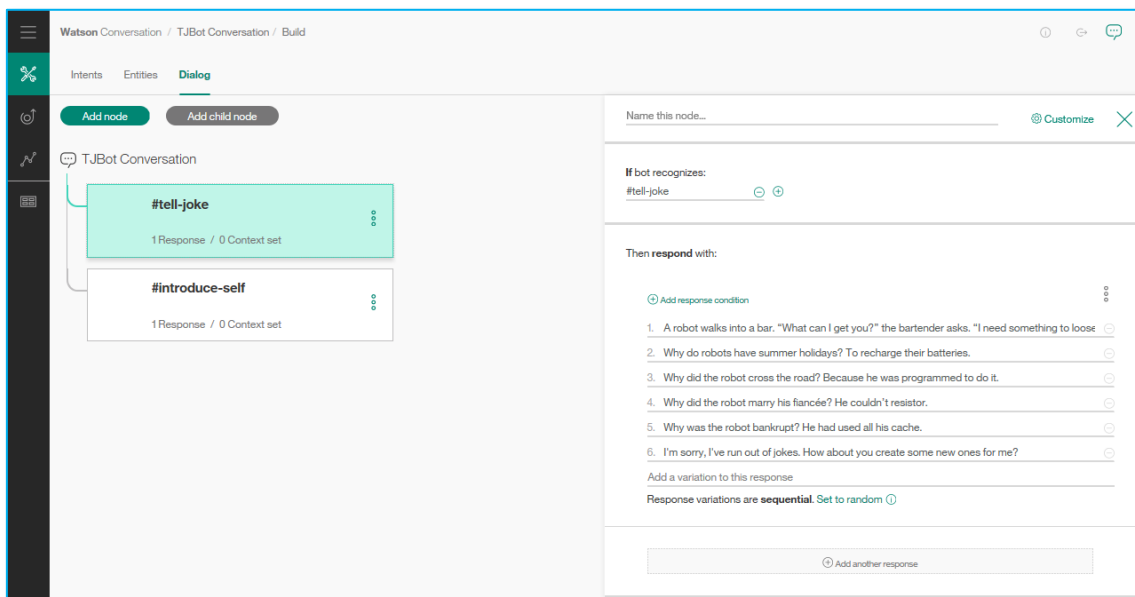 Watson Conversation / TJBot Conversation / Build
Intents Entities Dialog
Add node Add child node
TJBot Conversation
#tell-joke
1 Response / 0 Context set
#introduce-self
1 Response / 0 Context set
Name this node... Customize
If bot recognizes:
#tell-joke
Then respond with:
Add response condition
1. A robot walks into a bar. “What can I get you?” the bartender asks. “I need something to loose
2. Why do robots have summer holidays? To recharge their batteries.
3. Why did the robot cross the road? Because he was programmed to do it.
4. Why did the robot marry his fiancée? He couldn't resistor.
5. Why was the robot bankrupt? He had used all his cache.
6. I'm sorry, I've run out of jokes. How about you create some new ones for me?
Add a variation to this response
Response variations are sequential. Set to random
Add another response